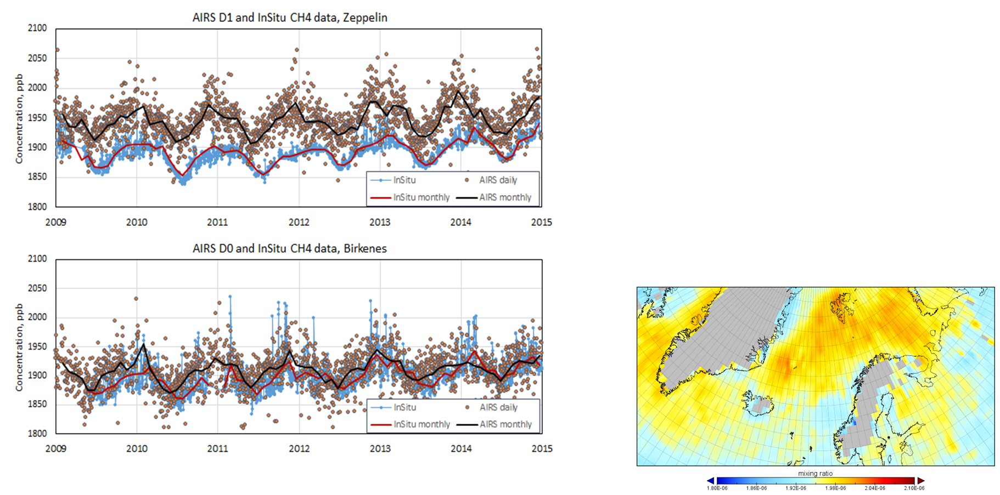 AIRS D1 and InSitu CH4 data, Zeppelin
Concentration, ppb
2100
2050
2000
1950
1900
1850
1800
InSitu
AIRS daily
InSitu monthly
AIRS monthly
2009 2010 2011 2012 2013 2014 2015
AIRS D0 and InSitu CH4 data, Birkenes
Concentration, ppb
2100
2050
2000
1950
1900
1850
1800
InSitu
AIRS daily
InSitu monthly
AIRS monthly
2009 2010 2011 2012 2013 2014 2015
mixing ratio
1.80E-06 1.86E-06 1.92E-06 1.98E-06 2.04E-06 2.10E-06